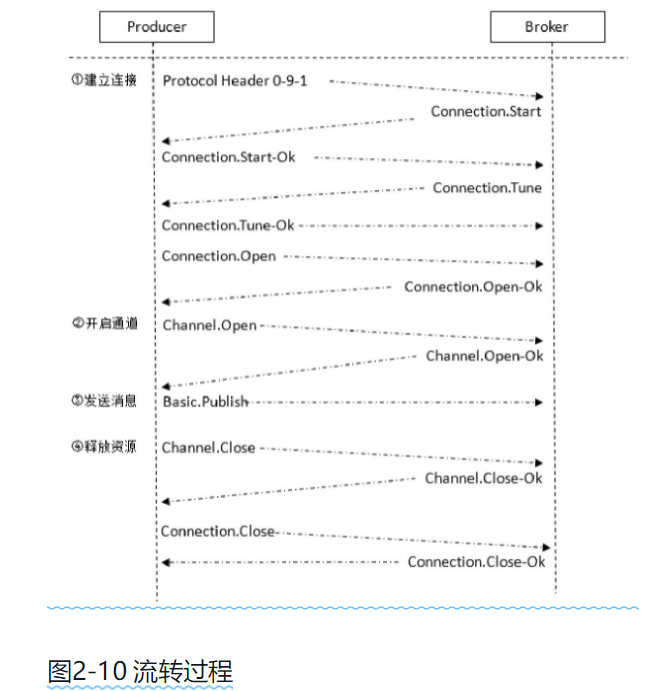 Producer
Broker
①建立连接
Protocol Header 0-9-1
Connection.Start
Connection.Start-Ok
Connection.Tune
Connection.Tune-Ok
Connection.Open
Connection.Open-Ok
②开启通道
Channel.Open
Channel.Open-Ok
③发送消息
Basic.Publish
④释放资源
Channel.Close
Channel.Close-Ok
Connection.Close
Connection.Close-Ok
图2-10 流转过程